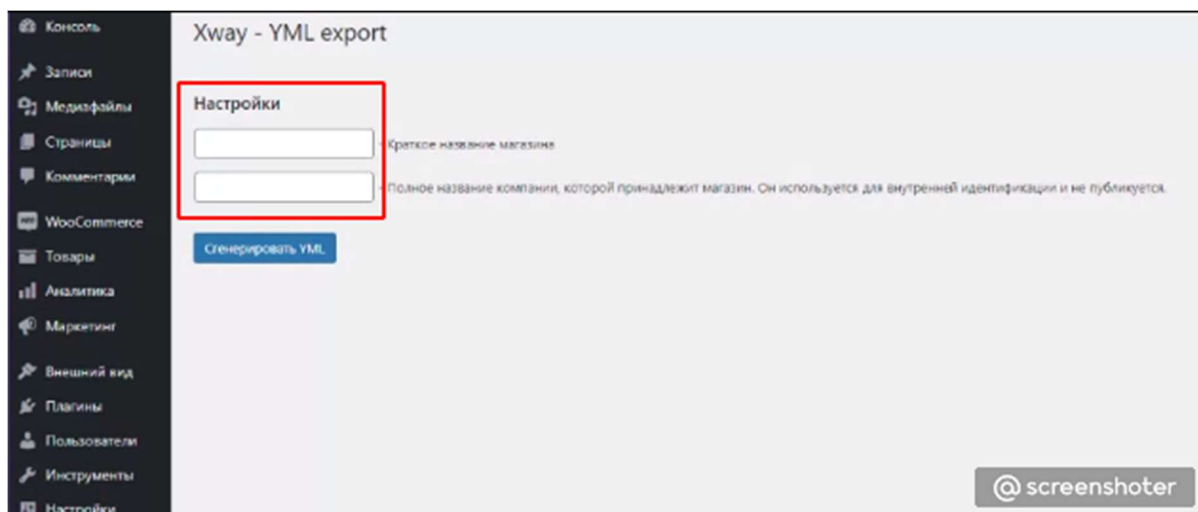 Консоль
Записи
Медиафайлы
Страницы
Комментарии
WooCommerce
Товары
Аналитика
Маркетинг
Внешний вид
Плагины
Пользователи
Инструменты
Настройки
Xway - YML export
Настройки
- Краткое название магазина
- Полное название компании, которой принадлежит магазин. Он используется для внутренней идентификации и не публикуется.
Сгенерировать YML
@screenshoter